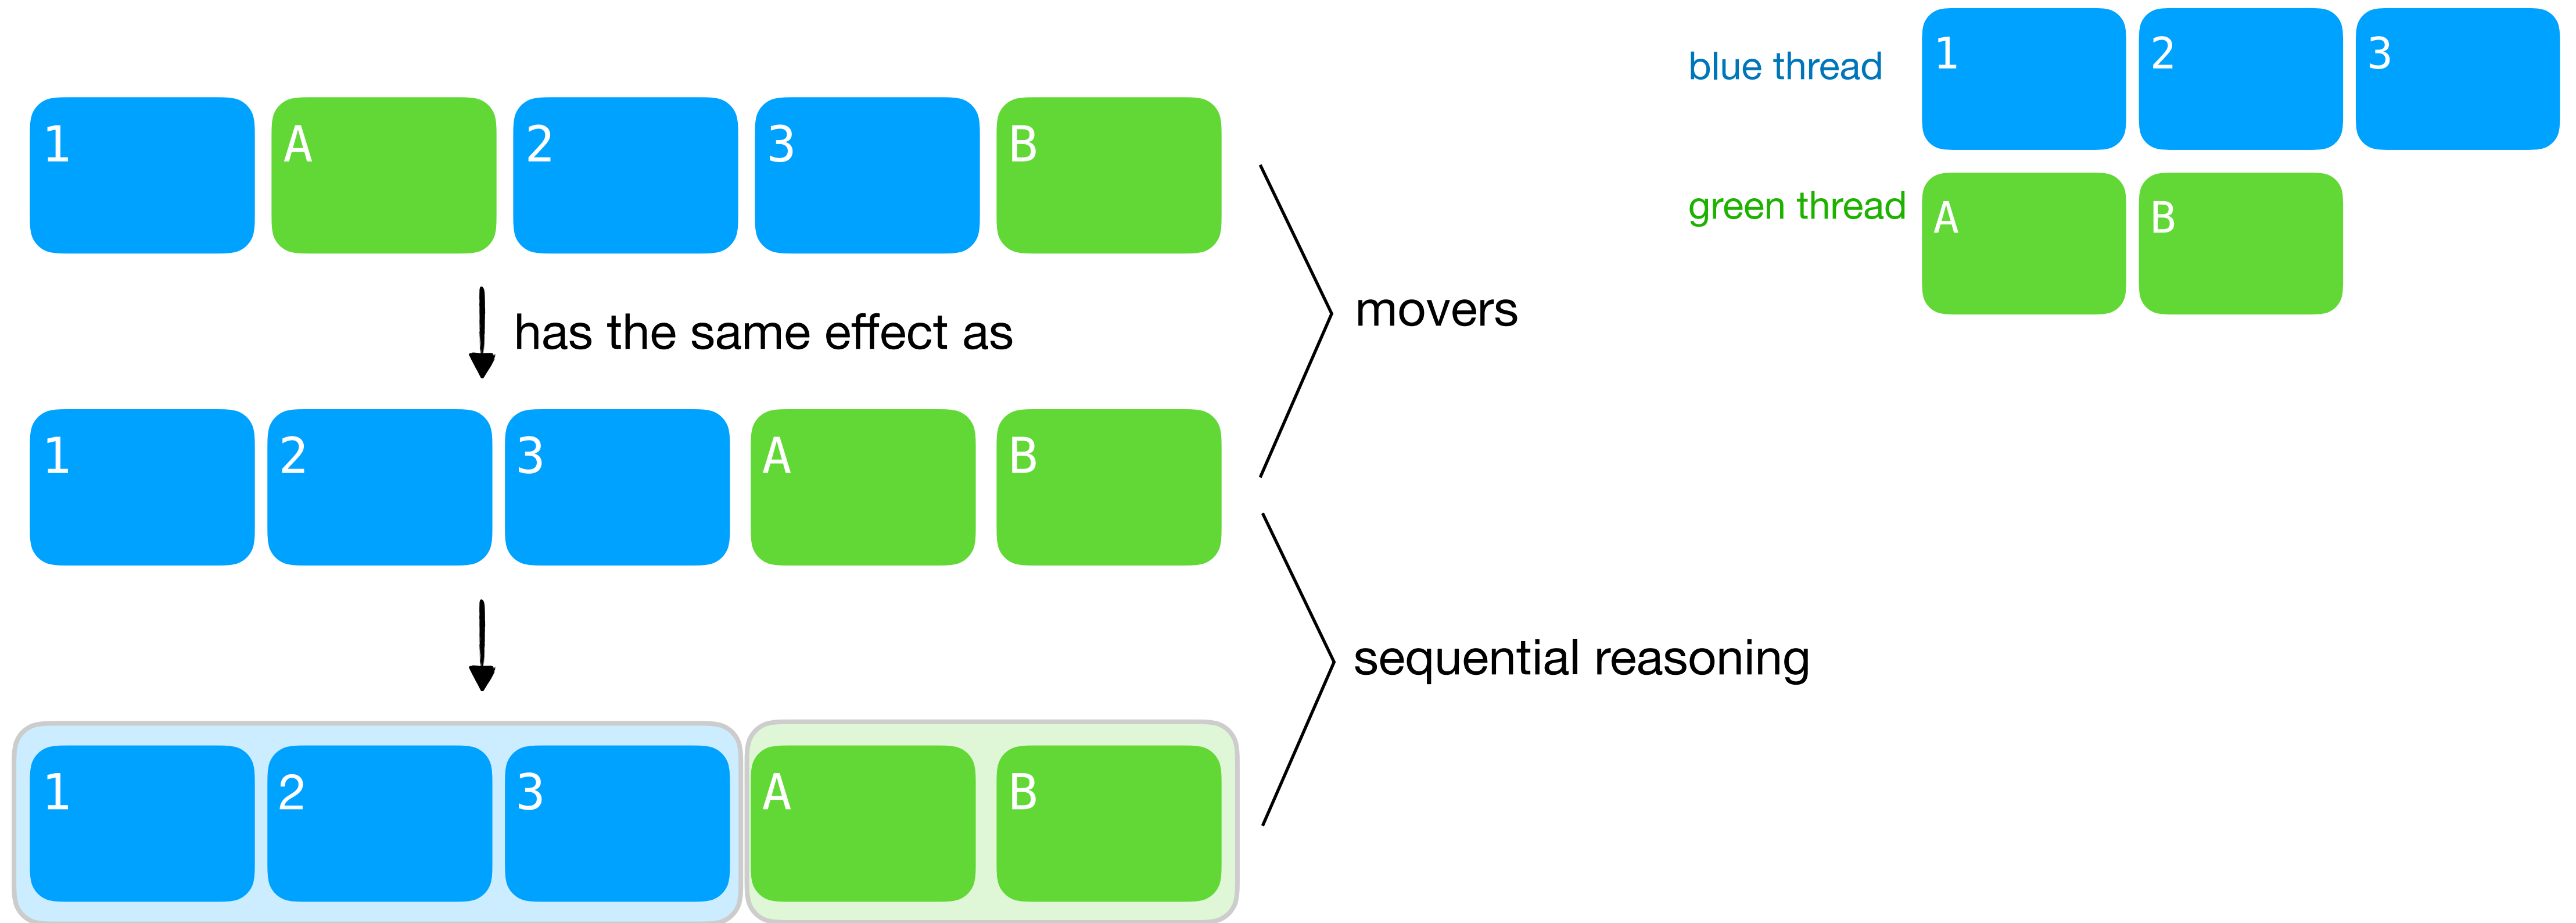 1 A 2 3 B
has the same effect as
1 2 3 A B
1 2 3 A B
movers
sequential reasoning
blue thread 1 2 3
green thread A B